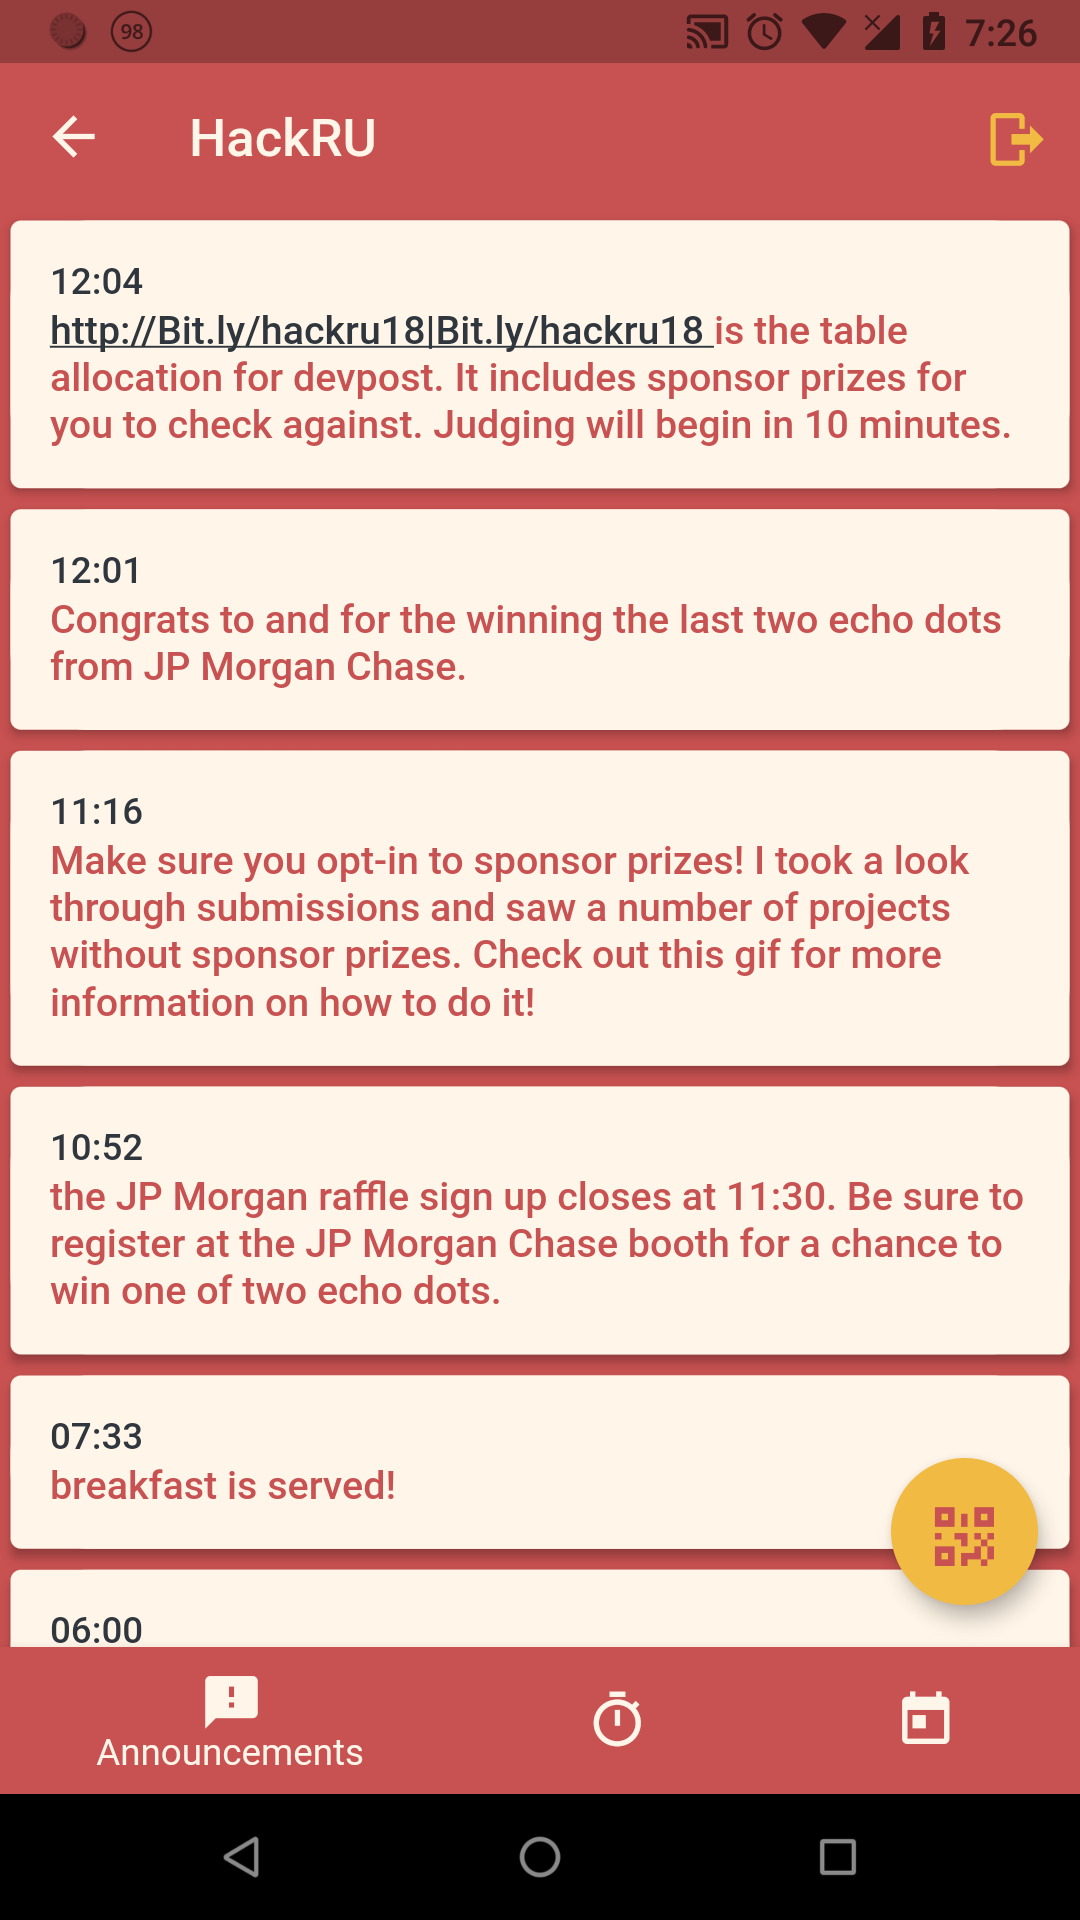 98
7:26
HackRU
12:04
http://Bit.ly/hackru18|Bit.ly/hackru18 is the table
allocation for devpost. It includes sponsor prizes for
you to check against. Judging will begin in 10 minutes.
12:01
Congrats to and for the winning the last two echo dots
from JP Morgan Chase.
11:16
Make sure you opt-in to sponsor prizes! I took a look
through submissions and saw a number of projects
without sponsor prizes. Check out this gif for more
information on how to do it!
10:52
the JP Morgan raffle sign up closes at 11:30. Be sure to
register at the JP Morgan Chase booth for a chance to
win one of two echo dots.
07:33
breakfast is served!
06:00
Announcements